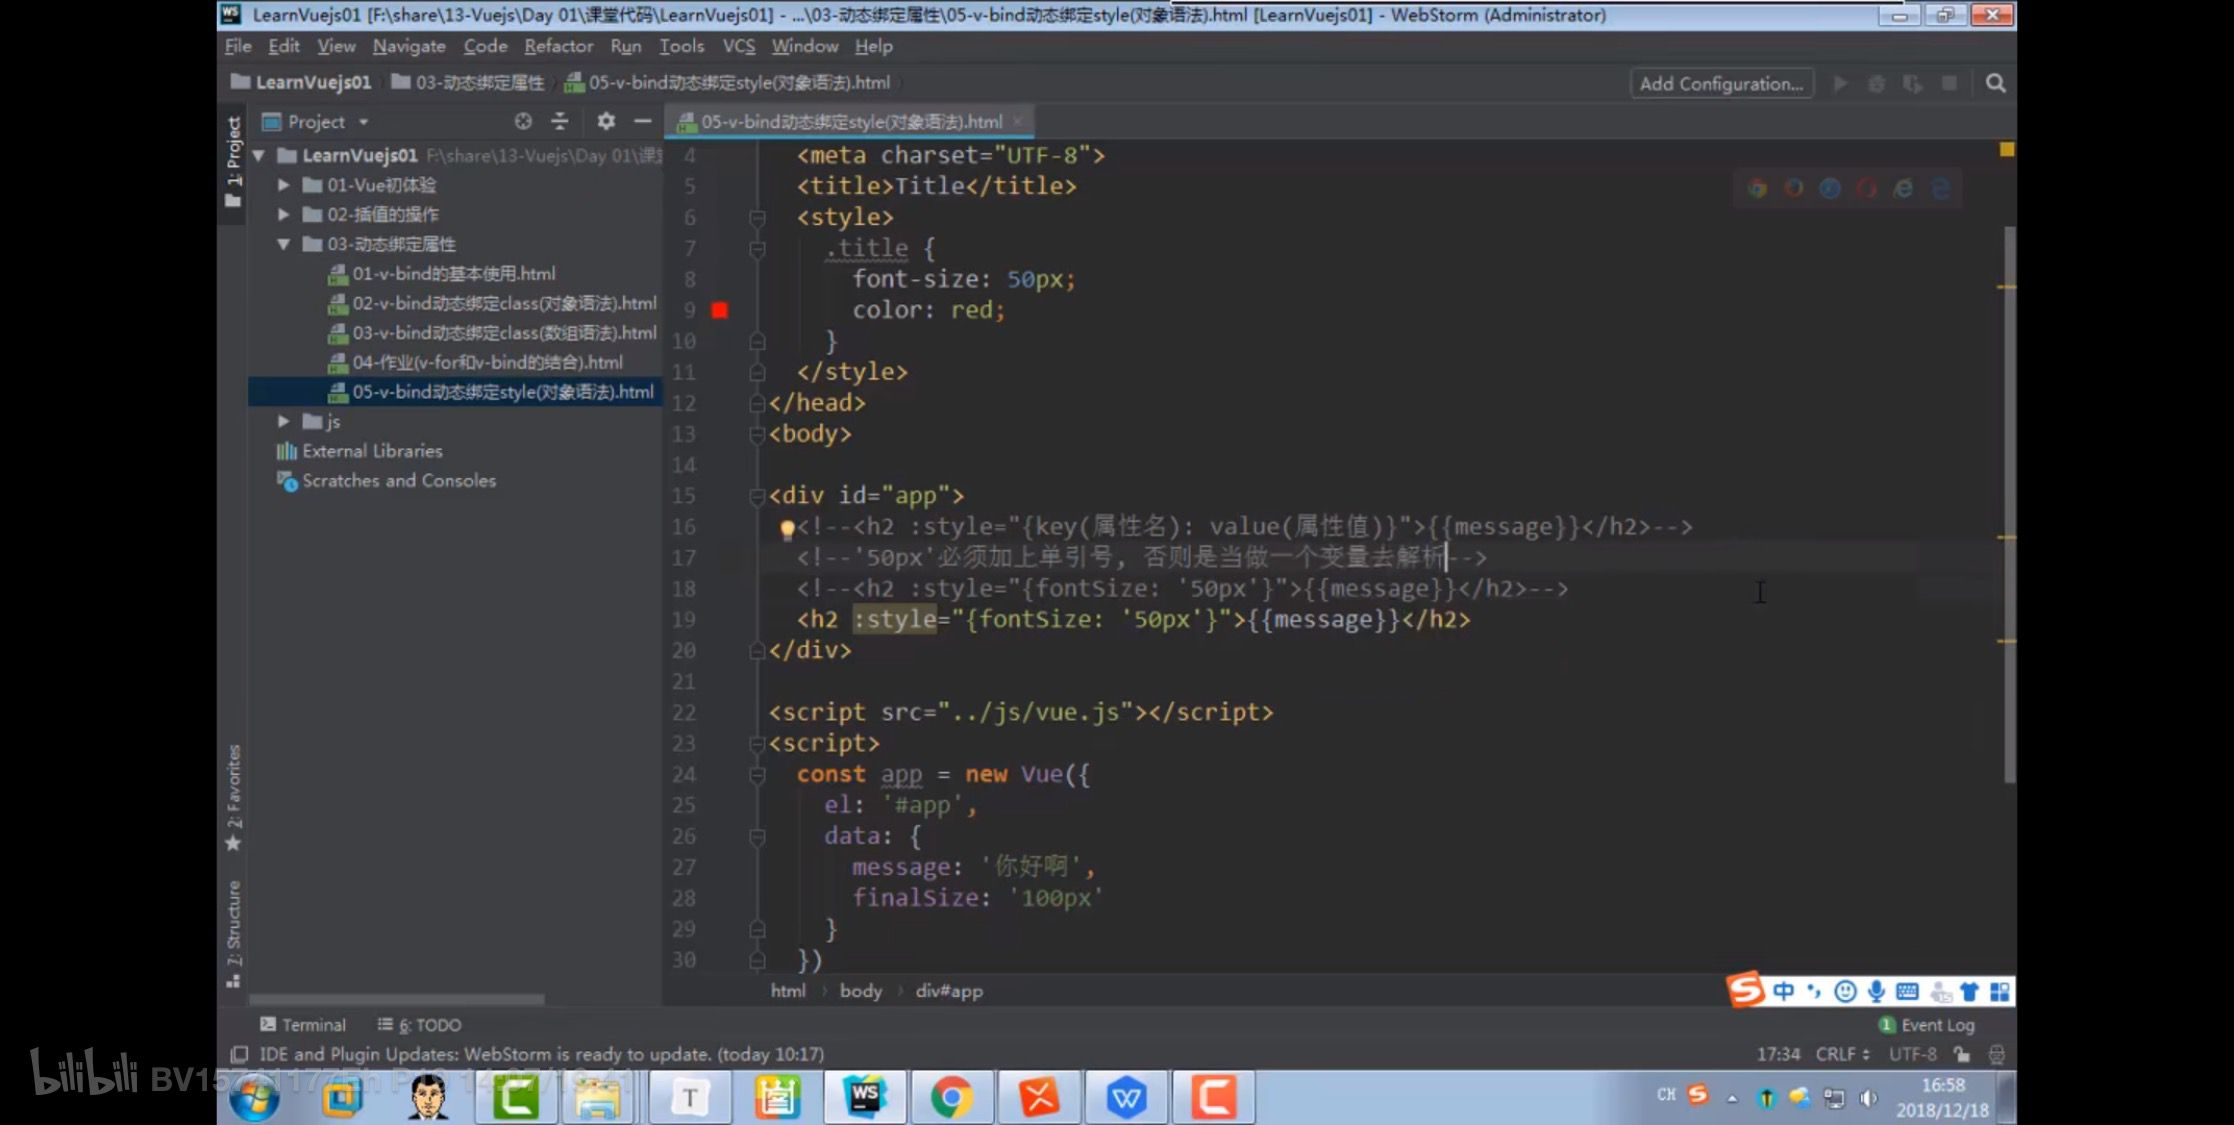 LearnVuejs01 [F:\share\13-Vuejs\Day 01\课堂代码\LearnVuejs01] - ...\03-动态绑定属性\05-v-bind动态绑定style(对象语法).html [LearnVuejs01] - WebStorm (Administrator)
File Edit View Navigate Code Refactor Run Tools VCS Window Help
LearnVuejs01 03-动态绑定属性 05-v-bind动态绑定style(对象语法).html Add Configuration...
1: Project
Project
05-v-bind动态绑定style(对象语法).html
LearnVuejs01 F:\share\13-Vuejs\Day 01\课
01-Vue初体验
02-插值的操作
03-动态绑定属性
01-v-bind的基本使用.html
02-v-bind动态绑定class(对象语法).html
03-v-bind动态绑定class(数组语法).html
04-作业(v-for和v-bind的结合).html
05-v-bind动态绑定style(对象语法).html
js
External Libraries
Scratches and Consoles
2: Favorites
7: Structure
4 <meta charset="UTF-8">
5 <title>Title</title>
6 <style>
7 .title {
8 font-size: 50px;
9 color: red;
10 }
11 </style>
12 </head>
13 <body>
14
15 <div id="app">
16 <!--<h2 :style="{key(属性名): value(属性值)}">{{message}}</h2>-->
17 <!--'50px'必须加上单引号, 否则是当做一个变量去解析-->
18 <!--<h2 :style="{fontSize: '50px'}">{{message}}</h2>-->
19 <h2 :style="{fontSize: '50px'}">{{message}}</h2>
20 </div>
21
22 <script src="../js/vue.js"></script>
23 <script>
24 const app = new Vue({
25 el: '#app',
26 data: {
27 message: '你好啊',
28 finalSize: '100px'
29 }
30 })
html body div#app
中
Terminal 6: TODO
1 Event Log
IDE and Plugin Updates: WebStorm is ready to update. (today 10:17)
17:34 CRLF UTF-8
bilibili
T
WS
CH
16:58
2018/12/18